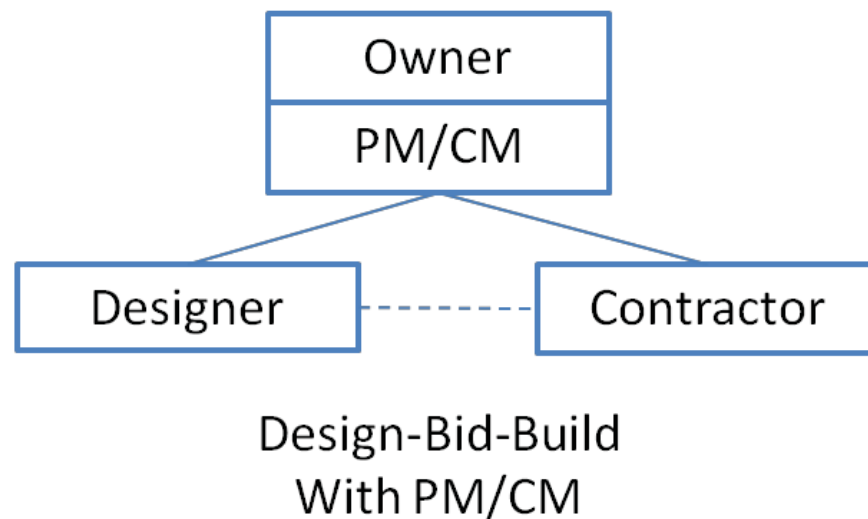 Owner
PM/CM
Designer
Contractor
Design-Bid-Build
With PM/CM